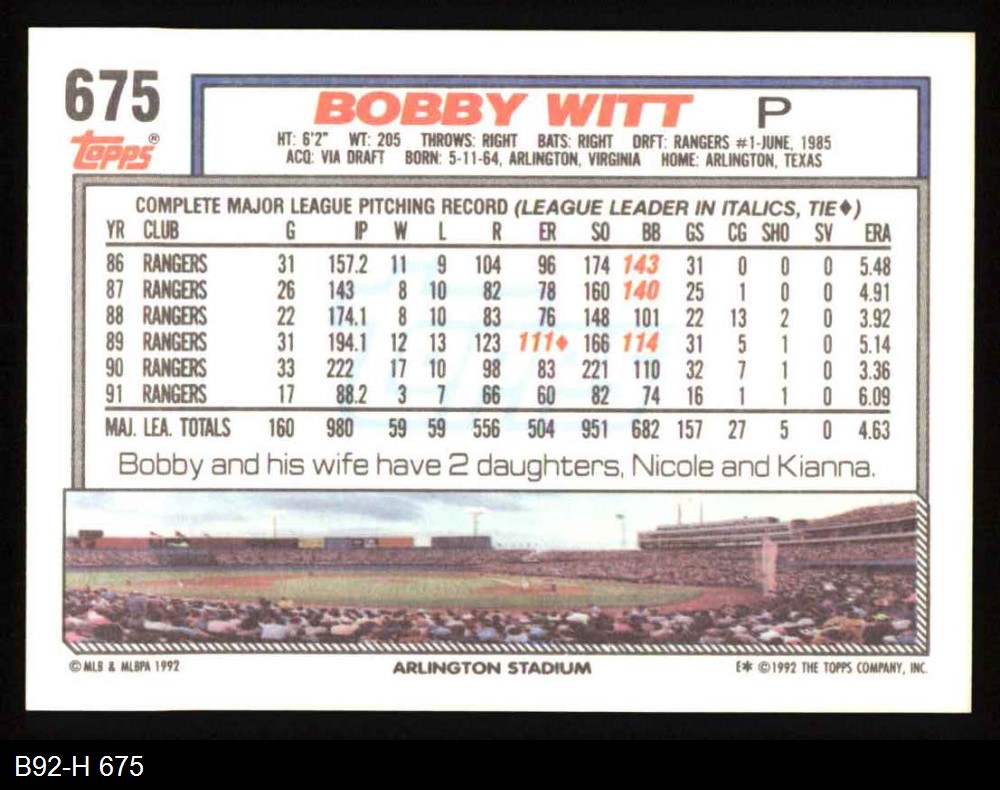 675
Topps®
BOBBY WITT P
HT: 6'2" WT: 205 THROWS: RIGHT BATS: RIGHT DRFT: RANGERS #1-JUNE, 1985
ACQ: VIA DRAFT BORN: 5-11-64, ARLINGTON, VIRGINIA HOME: ARLINGTON, TEXAS
COMPLETE MAJOR LEAGUE PITCHING RECORD (LEAGUE LEADER IN ITALICS, TIE♦)
YR CLUB G IP W L R ER SO BB GS CG SHO SV ERA
86 RANGERS 31 157.2 11 9 104 96 174 143 31 0 0 0 5.48
87 RANGERS 26 143 8 10 82 78 160 140 25 1 0 0 4.91
88 RANGERS 22 174.1 8 10 83 76 148 101 22 13 2 0 3.92
89 RANGERS 31 194.1 12 13 123 111♦ 166 114 31 5 1 0 5.14
90 RANGERS 33 222 17 10 98 83 221 110 32 7 1 0 3.36
91 RANGERS 17 88.2 3 7 66 60 82 74 16 1 1 0 6.09
MAJ. LEA. TOTALS 160 980 59 59 556 504 951 682 157 27 5 0 4.63
Bobby and his wife have 2 daughters, Nicole and Kianna.
© MLB & MLBPA 1992 ARLINGTON STADIUM E* © 1992 THE TOPPS COMPANY, INC.
B92-H 675